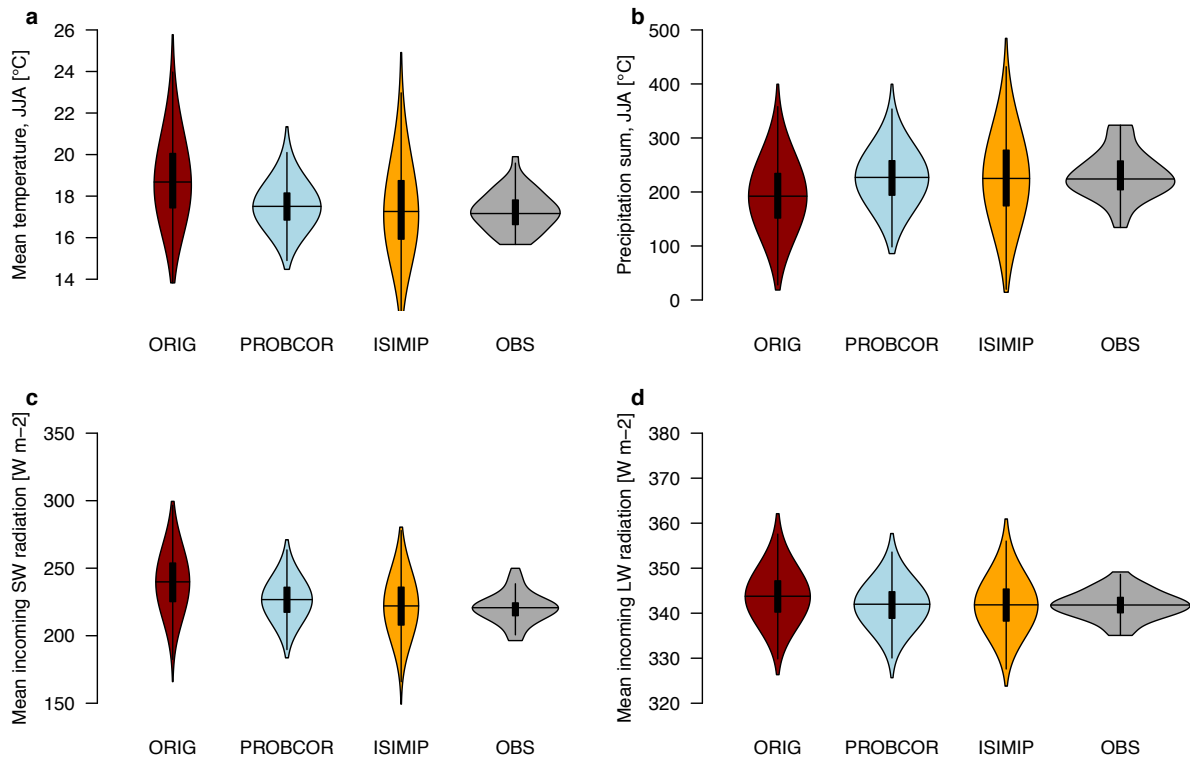 a
Mean temperature, JJA [°C]
26
24
22
20
18
16
14
ORIG PROBCOR ISIMIP OBS
b
Precipitation sum, JJA [°C]
500
400
300
200
100
0
ORIG PROBCOR ISIMIP OBS
c
Mean incoming SW radiation [W m−2]
350
300
250
200
150
ORIG PROBCOR ISIMIP OBS
d
Mean incoming LW radiation [W m−2]
380
370
360
350
340
330
320
ORIG PROBCOR ISIMIP OBS